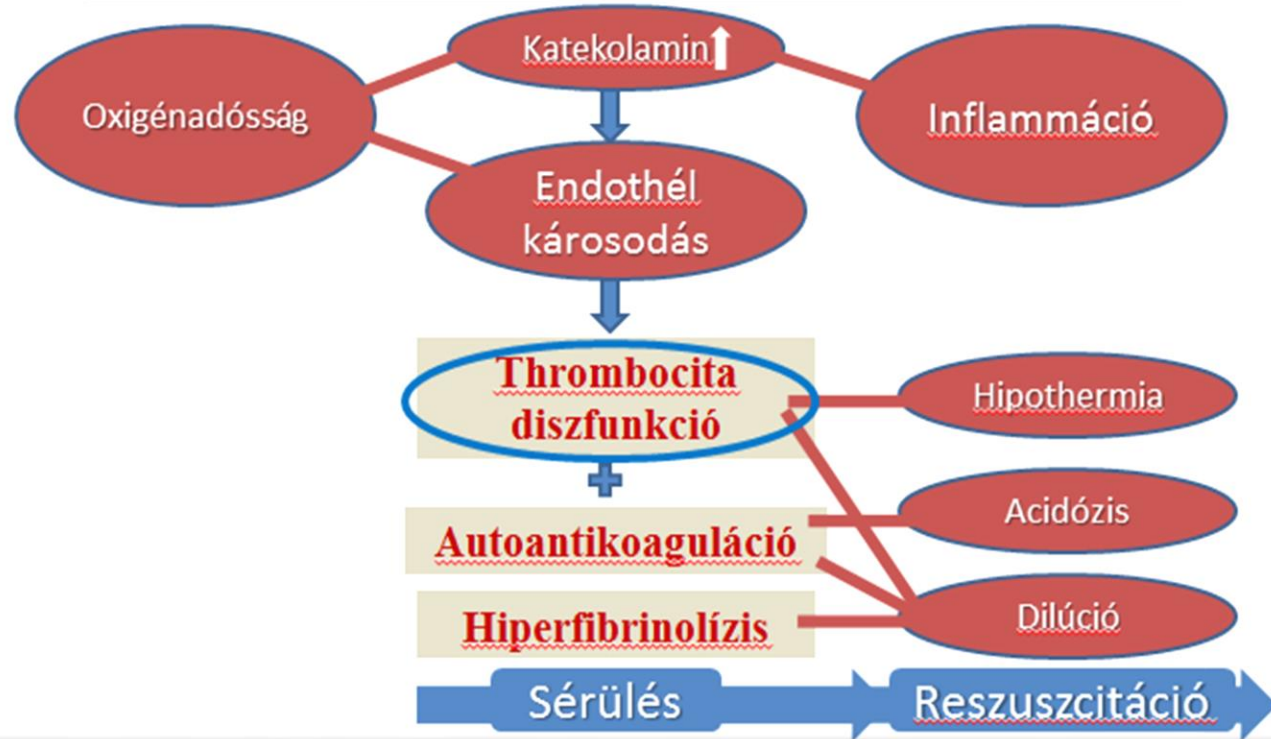 Katekolamin
Oxigénadósság
Inflammáció
Endothél
károsodás
Thrombocita
diszfunkció
Hipothermia
Acidózis
Autoantikoaguláció
Dilúció
Hiperfibrinolízis
Sérülés
Reszuszcitáció